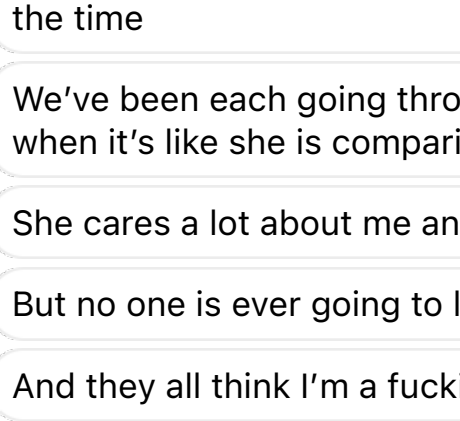 the time
We've been each going
when it's like she is
She cares a lot about me
But no one is ever going to
And they all think I'm a